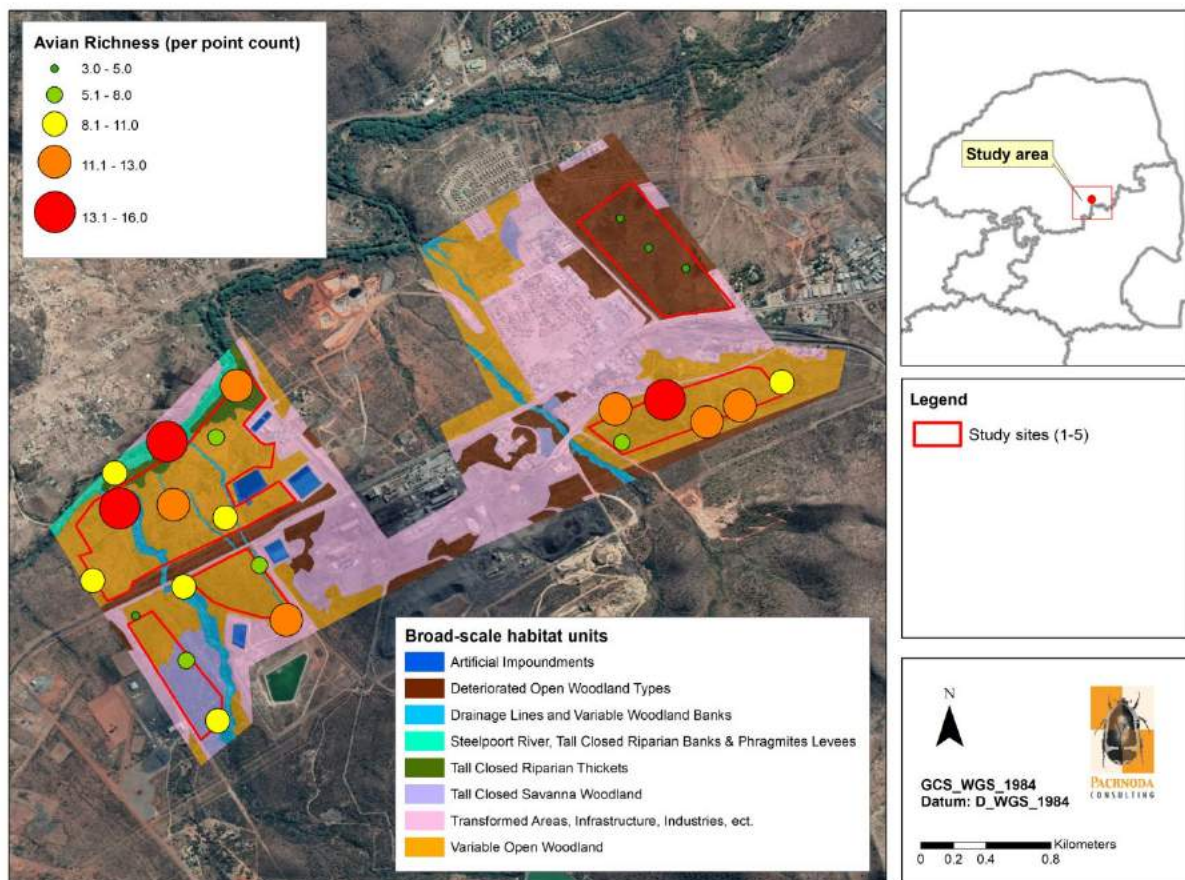 Avian Richness (per point count)
3.0 - 5.0
5.1 - 8.0
8.1 - 11.0
11.1 - 13.0
13.1 - 16.0
Study area
Legend
Study sites (1-5)
Broad-scale habitat units
Artificial Impoundments
Deteriorated Open Woodland Types
Drainage Lines and Variable Woodland Banks
Steelpoort River, Tall Closed Riparian Banks & Phragmites Levees
Tall Closed Riparian Thickets
Tall Closed Savanna Woodland
Transformed Areas, Infrastructure, Industries, ect.
Variable Open Woodland
N
GCS_WGS_1984
Datum: D_WGS_1984
PACHNODA
CONSULTING
Kilometers
0 0.2 0.4 0.8